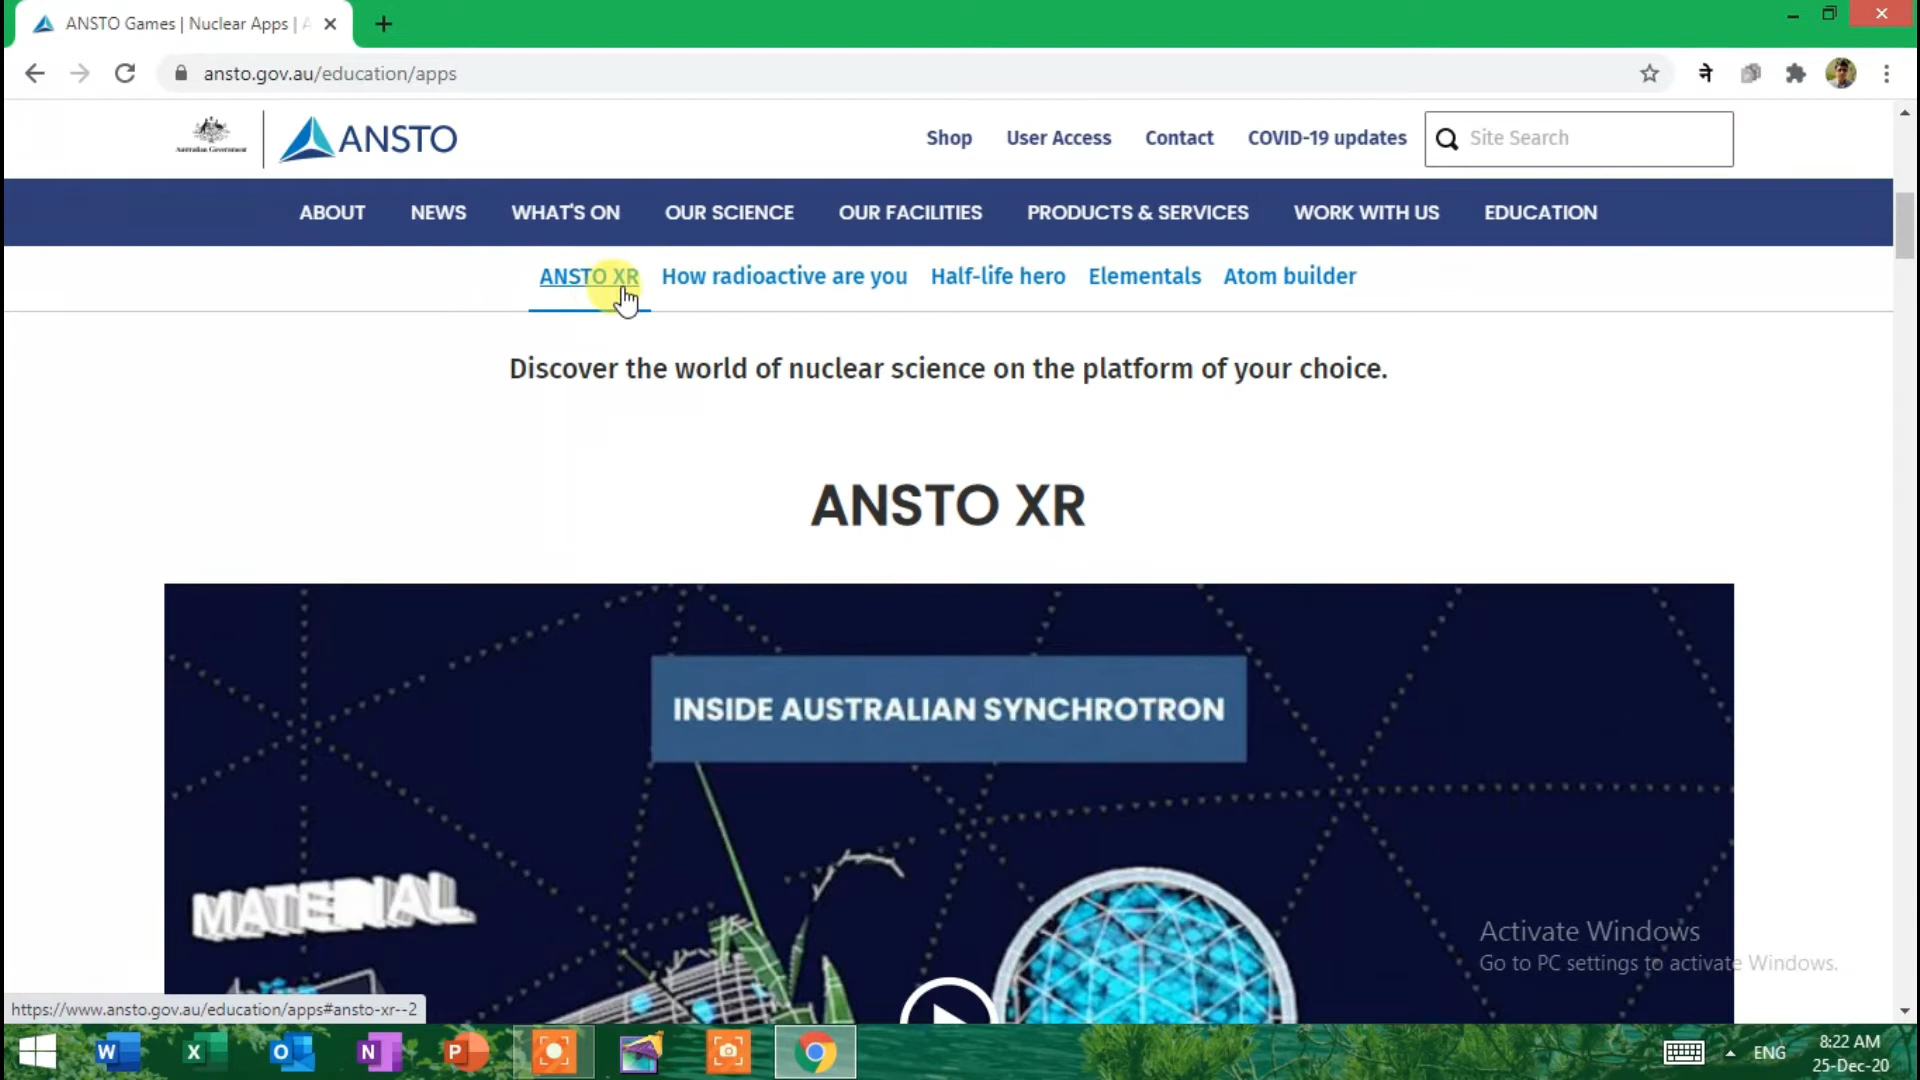 ANSTO Games | Nuclear Apps | A
ansto.gov.au/education/apps
ने
Australian Government
ANSTO
Shop
User Access
Contact
COVID-19 updates
Site Search
ABOUT
NEWS
WHAT'S ON
OUR SCIENCE
OUR FACILITIES
PRODUCTS & SERVICES
WORK WITH US
EDUCATION
ANSTO XR
How radioactive are you
Half-life hero
Elementals
Atom builder
Discover the world of nuclear science on the platform of your choice.
ANSTO XR
INSIDE AUSTRALIAN SYNCHROTRON
MATERIAL
Activate Windows
Go to PC settings to activate Windows.
https://www.ansto.gov.au/education/apps#ansto-xr--2
ENG
8:22 AM
25-Dec-20